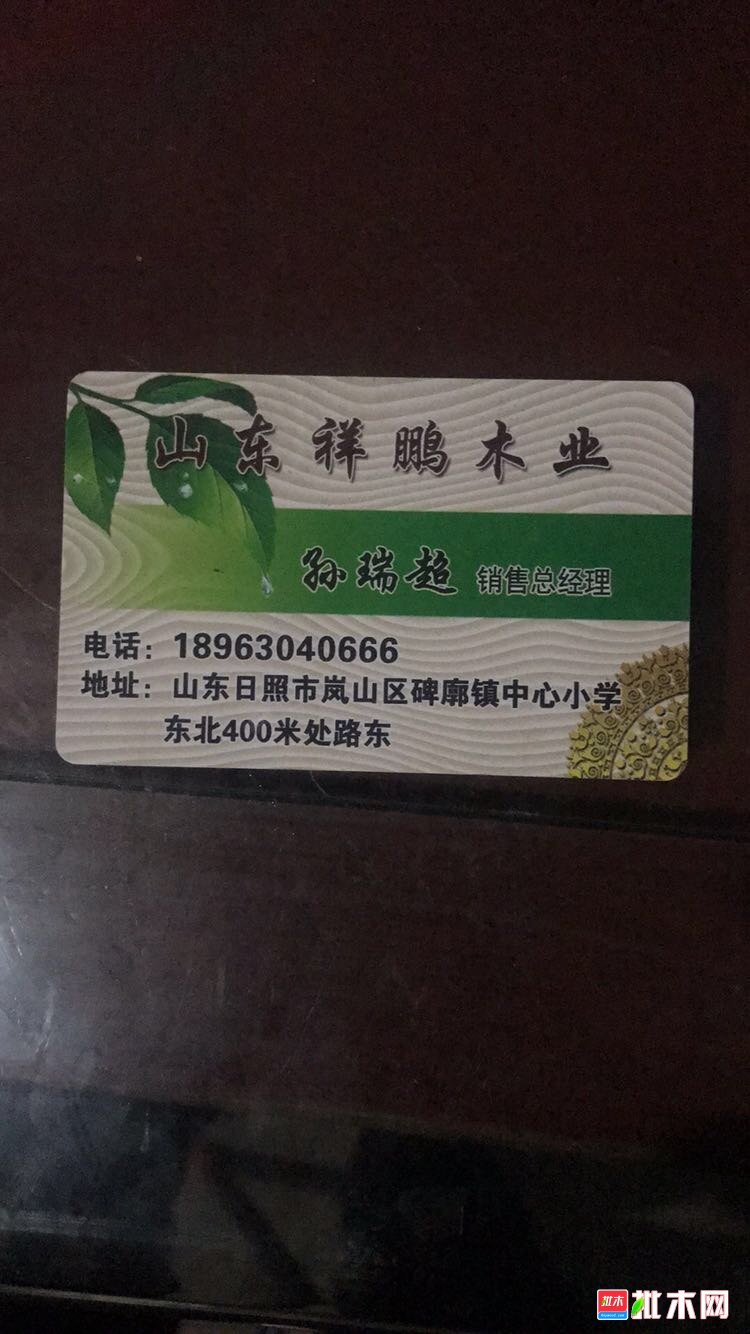 山东祥鹏木业
孙瑞超 销售总经理
电话：18963040666
地址：山东日照市岚山区碑廓镇中心小学
东北400米处路东
批木 批木网